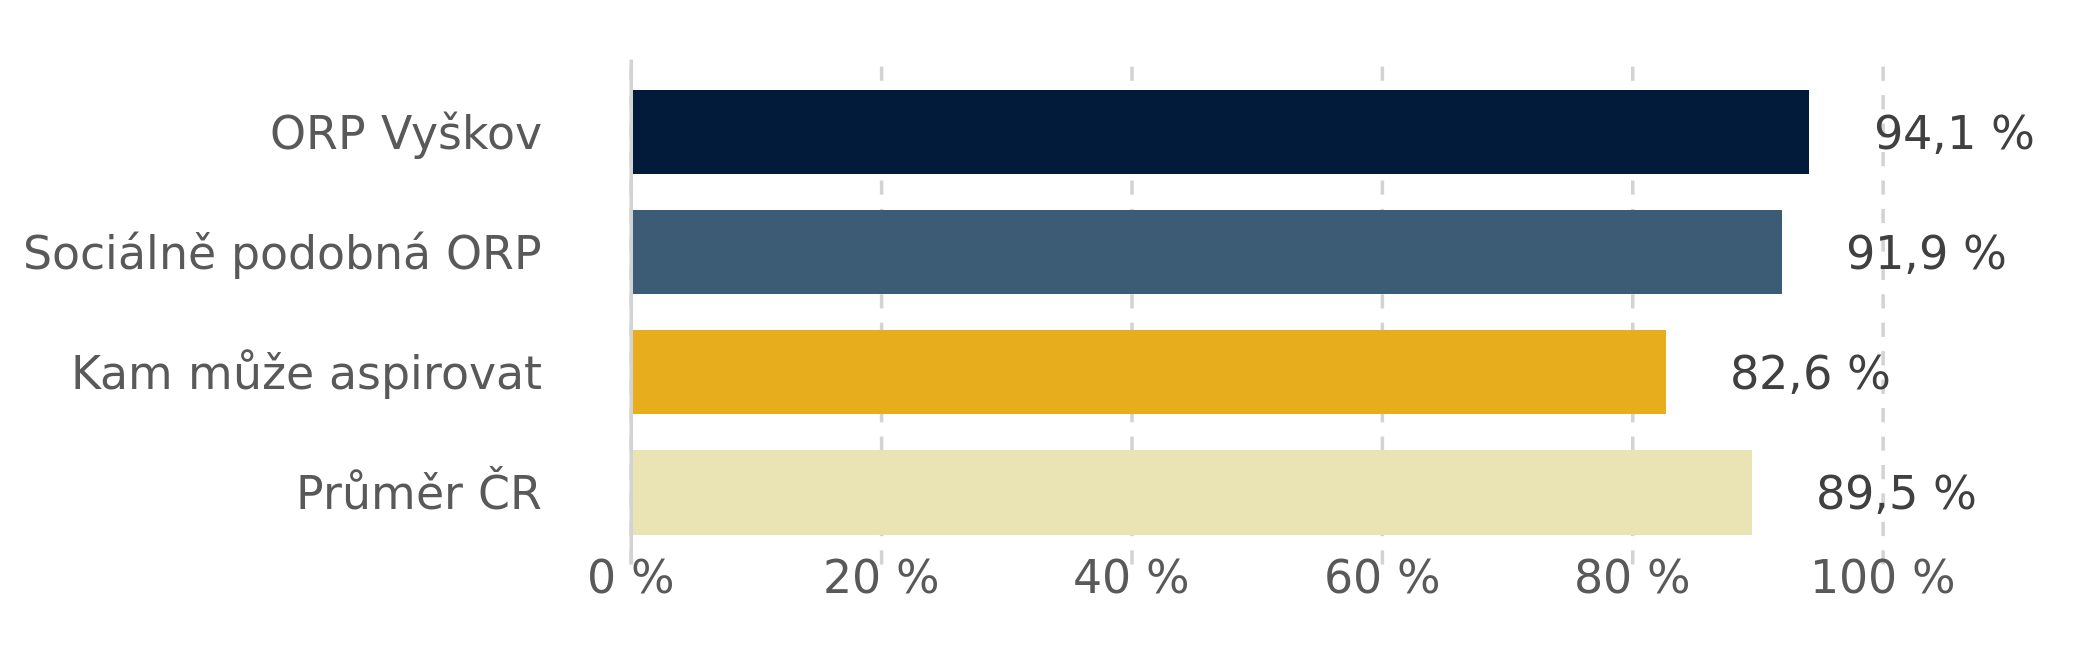 ORP Vyškov 94,1 %
Sociálně podobná ORP 91,9 %
Kam může aspirovat 82,6 %
Průměr ČR 89,5 %
0 % 20 % 40 % 60 % 80 % 100 %